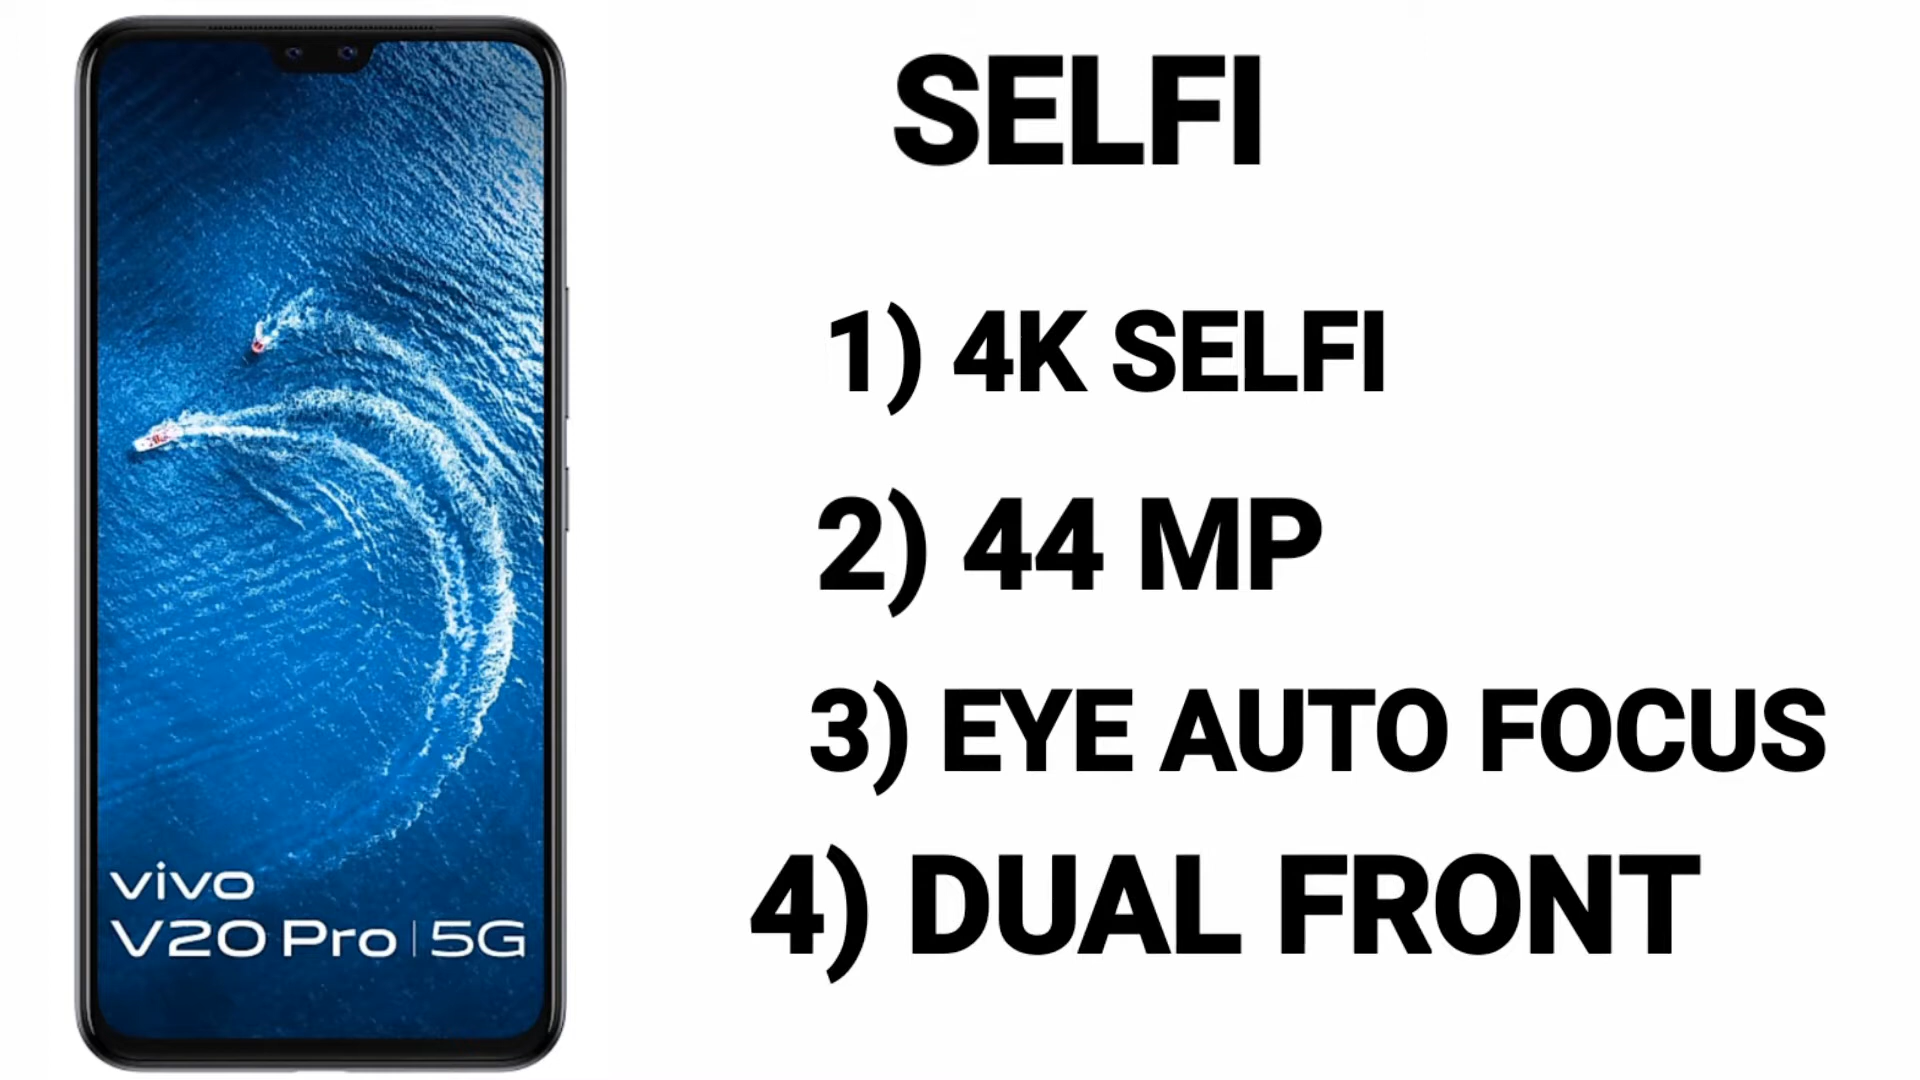 SELFI
1) 4K SELFI
2) 44 MP
3) EYE AUTO FOCUS
4) DUAL FRONT
vivo
V20 Pro | 5G